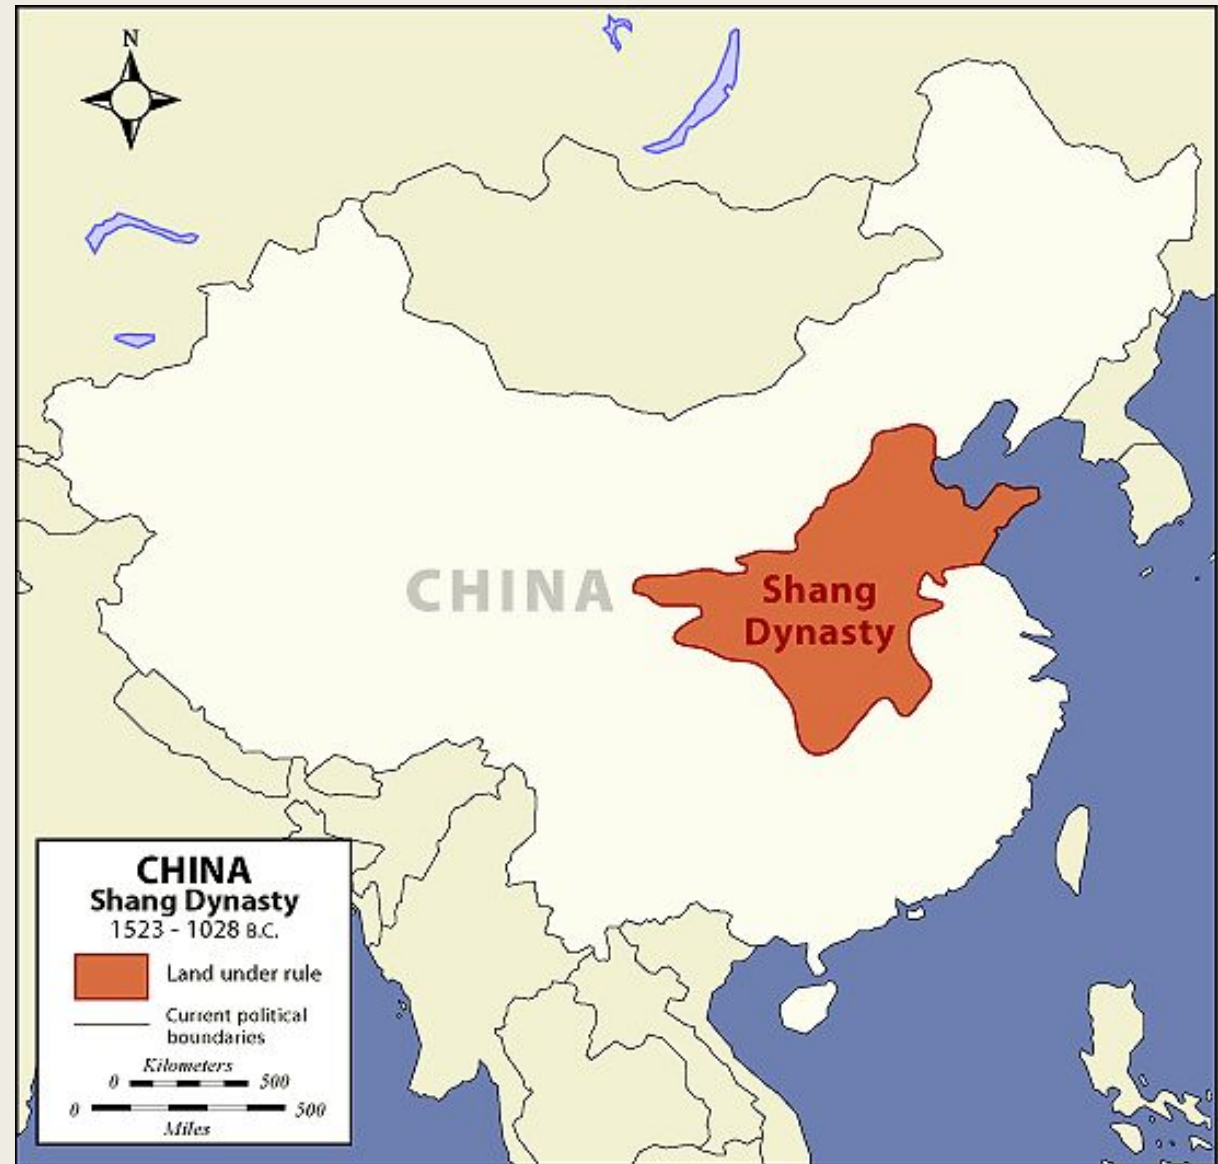 N
CHINA
Shang
Dynasty
CHINA
Shang Dynasty
1523 - 1028 B.C.
Land under rule
Current political
boundaries
Kilometers
0 500
0 500
Miles